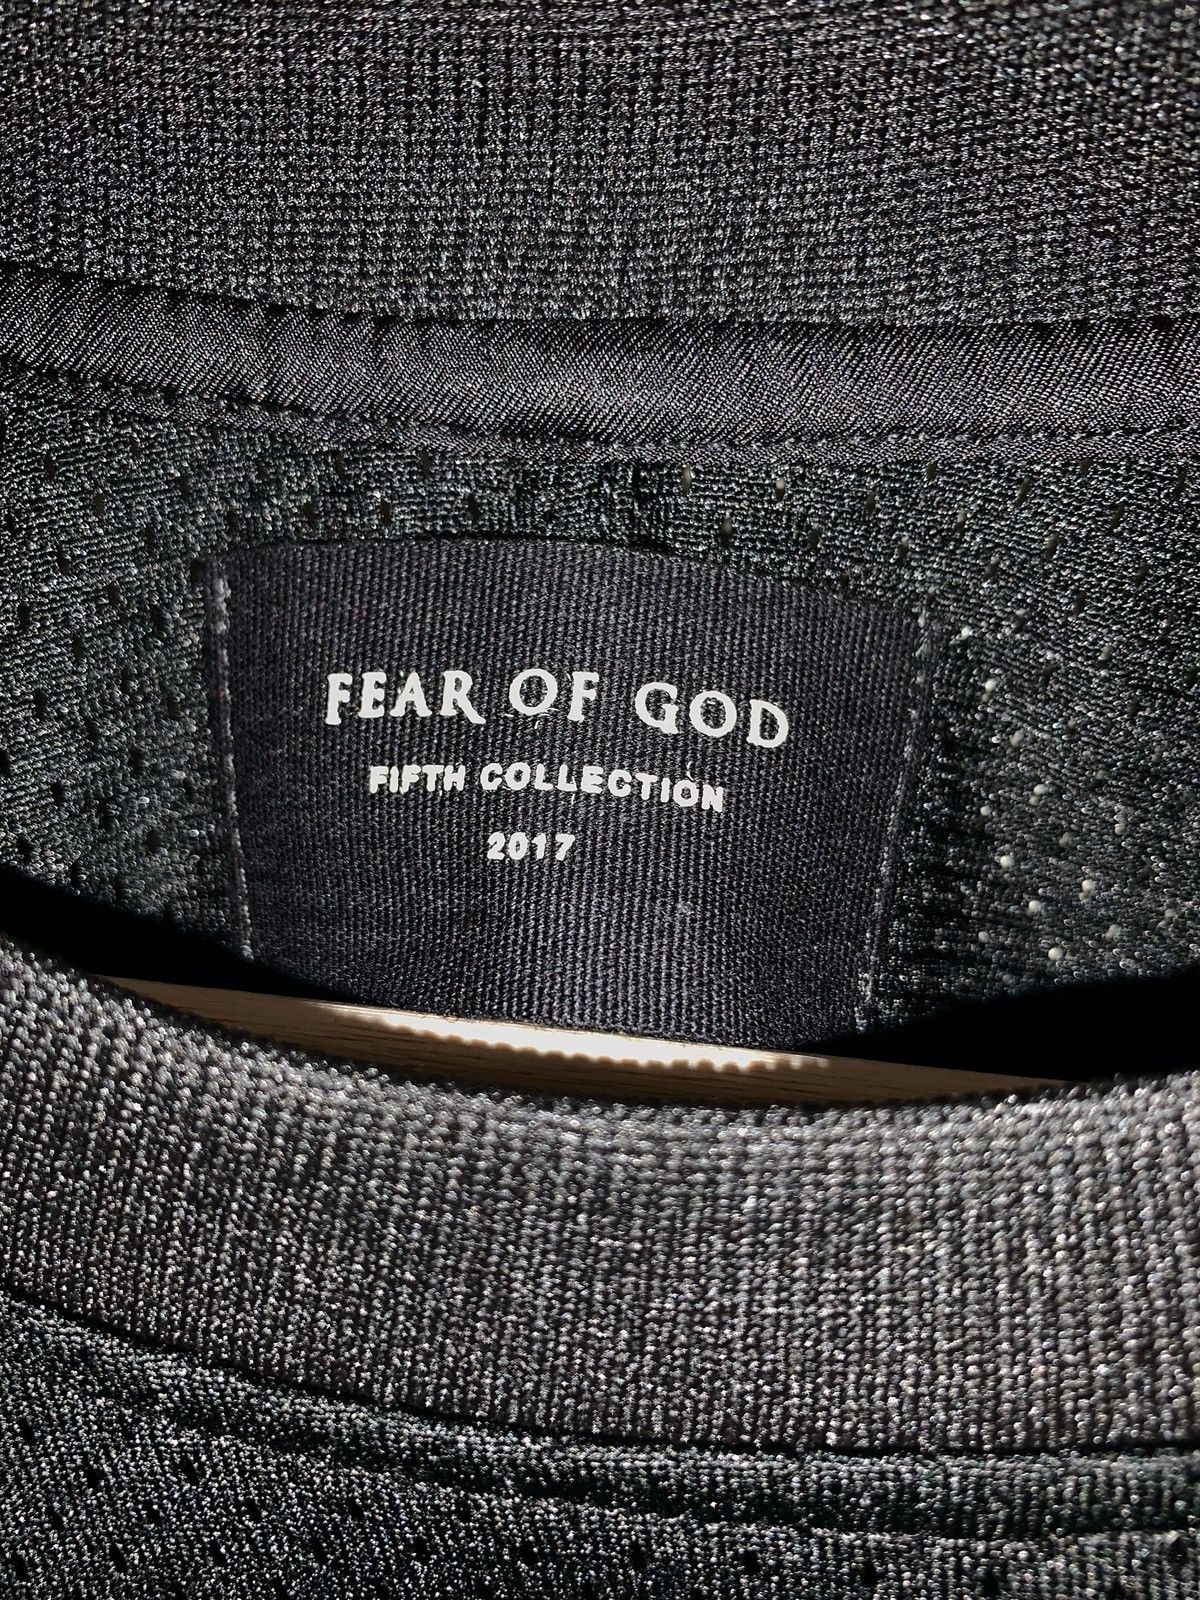 FEAR OF GOD
FIFTH COLLECTION
2017